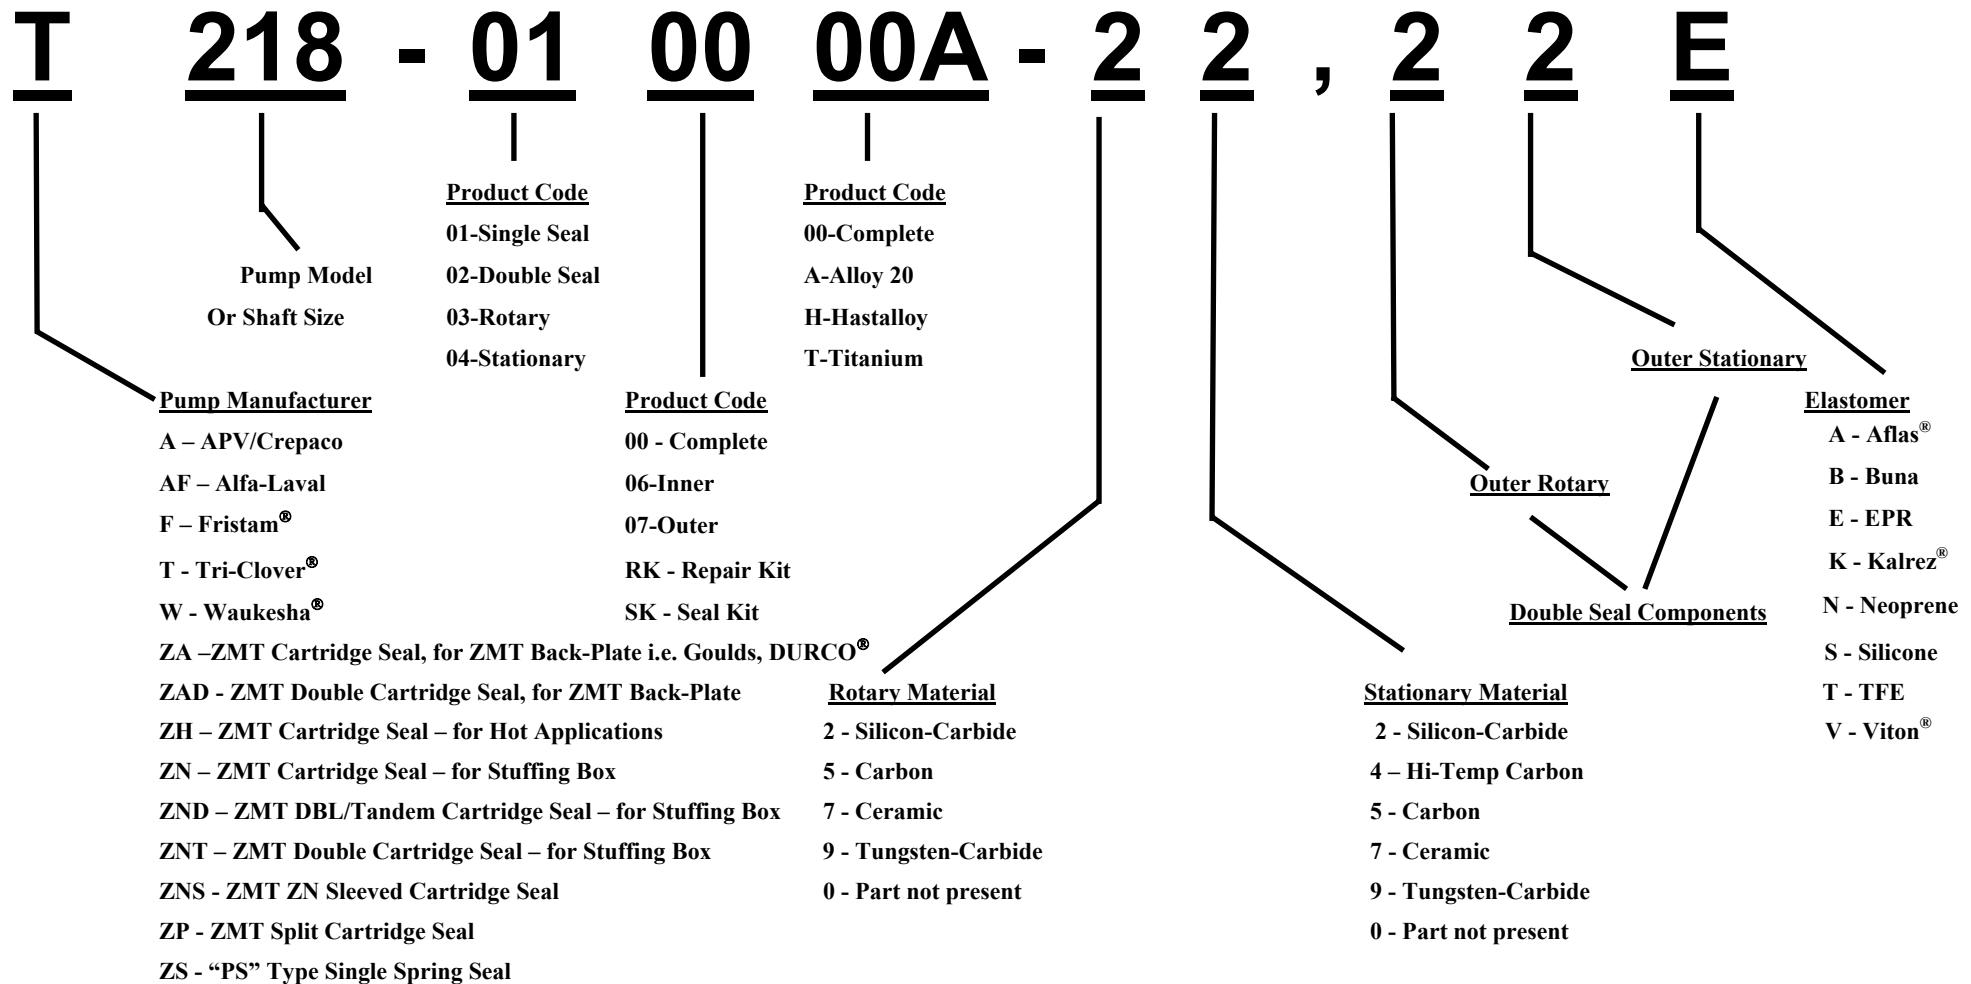 T 218 - 01 00 00A - 2 2 , 2 2 E
Pump Model
Or Shaft Size
Product Code
01-Single Seal
02-Double Seal
03-Rotary
04-Stationary
Product Code
00-Complete
A-Alloy 20
H-Hastalloy
T-Titanium
Pump Manufacturer
A – APV/Crepaco
AF – Alfa-Laval
F – Fristam®
T - Tri-Clover®
W - Waukesha®
ZA –ZMT Cartridge Seal, for ZMT Back-Plate i.e. Goulds, DURCO®
ZAD - ZMT Double Cartridge Seal, for ZMT Back-Plate
ZH – ZMT Cartridge Seal – for Hot Applications
ZN – ZMT Cartridge Seal – for Stuffing Box
ZND – ZMT DBL/Tandem Cartridge Seal – for Stuffing Box
ZNT – ZMT Double Cartridge Seal – for Stuffing Box
ZNS - ZMT ZN Sleeved Cartridge Seal
ZP - ZMT Split Cartridge Seal
ZS - “PS” Type Single Spring Seal
Product Code
00 - Complete
06-Inner
07-Outer
RK - Repair Kit
SK - Seal Kit
Rotary Material
2 - Silicon-Carbide
5 - Carbon
7 - Ceramic
9 - Tungsten-Carbide
0 - Part not present
Stationary Material
2 - Silicon-Carbide
4 – Hi-Temp Carbon
5 - Carbon
7 - Ceramic
9 - Tungsten-Carbide
0 - Part not present
Outer Rotary
Outer Stationary
Double Seal Components
Elastomer
A - Aflas®
B - Buna
E - EPR
K - Kalrez®
N - Neoprene
S - Silicone
T - TFE
V - Viton®